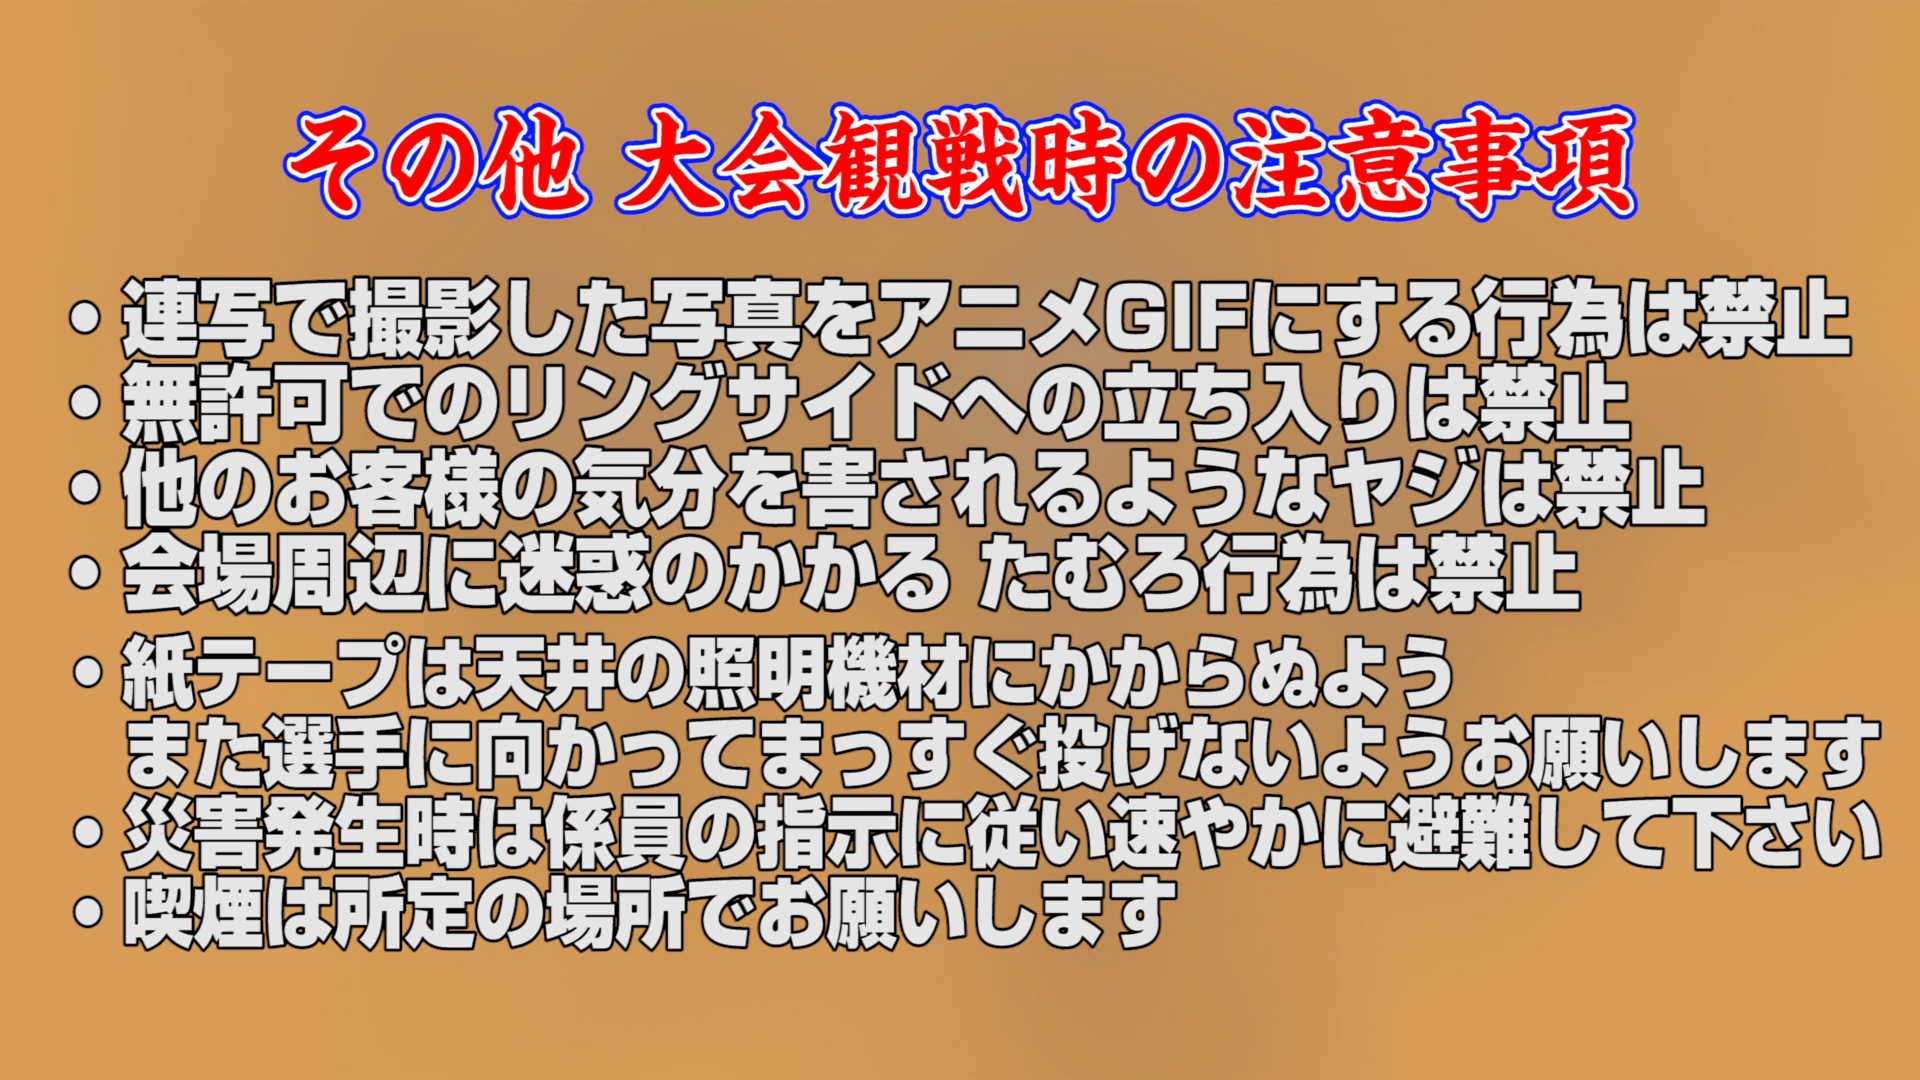 その他 大会観戦時の注意事項
・連写で撮影した写真をアニメGIFにする行為は禁止
・無許可でのリングサイドへの立ち入りは禁止
・他のお客様の気分を害されるようなヤジは禁止
・会場周辺に迷惑のかかる たむろ行為は禁止
・紙テープは天井の照明機材にかからぬよう
また選手に向かってまっすぐ投げないようお願いします
・災害発生時は係員の指示に従い速やかに避難して下さい
・喫煙は所定の場所でお願いします